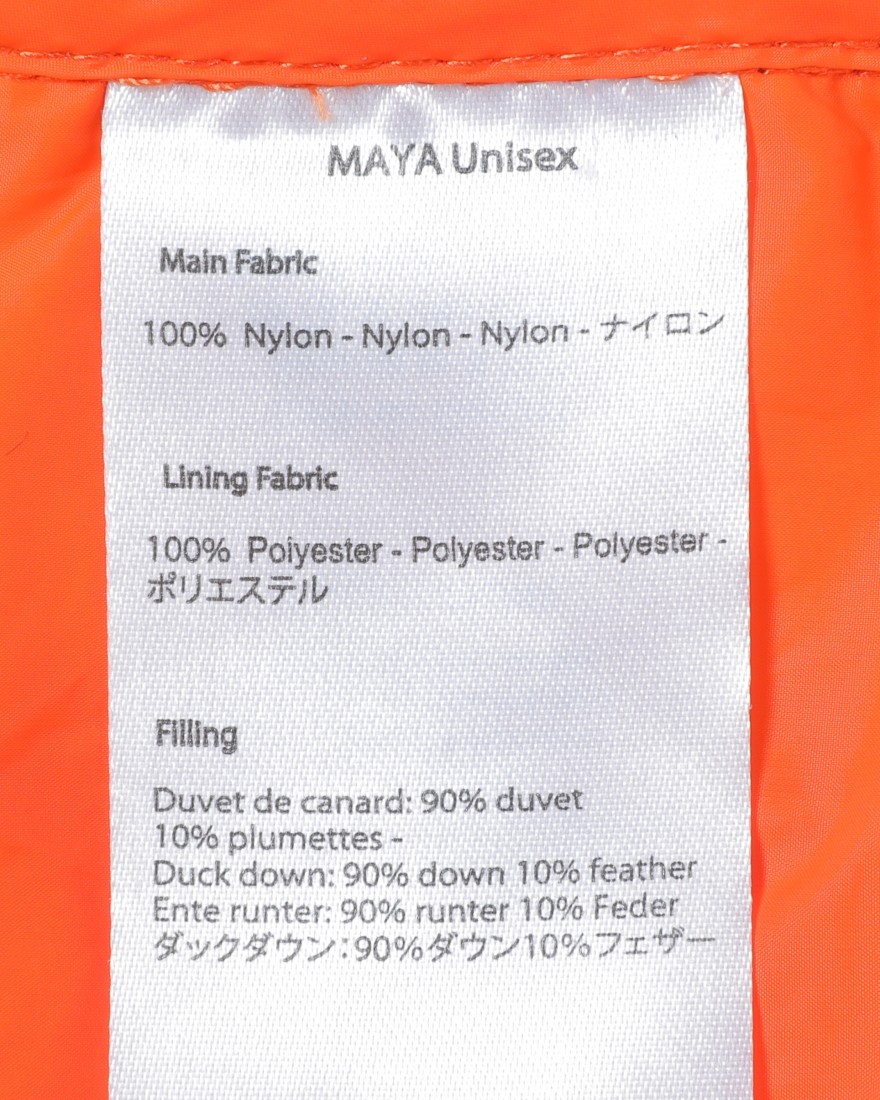 MAYA Unisex
Main Fabric
100% Nylon - Nylon - Nylon - ナイロン
Lining Fabric
100% Polyester - Polyester - Polyester -
ポリエステル
Filling
Duvet de canard: 90% duvet
10% plumettes -
Duck down: 90% down 10% feather
Ente runter: 90% runter 10% Feder
ダックダウン:90%ダウン10%フェザー